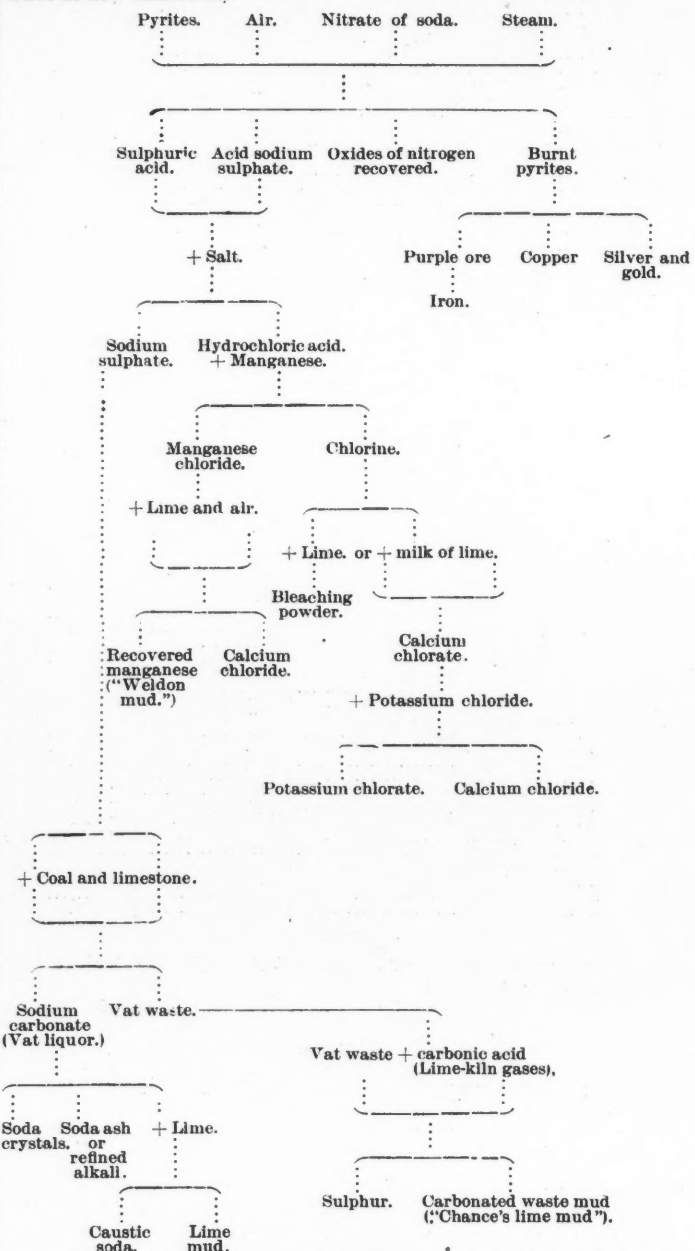 Pyrites. Air. Nitrate of soda. Steam.
Sulphuric acid. Acid sodium sulphate. Oxides of nitrogen recovered. Burnt pyrites.
+ Salt.
Purple ore Copper Silver and gold.
Iron.
Sodium sulphate. Hydrochloric acid. + Manganese.
Manganese chloride. Chlorine.
+ Lime and air.
+ Lime. or + milk of lime.
Bleaching powder.
Calcium chlorate.
Recovered manganese ("Weldon mud.") Calcium chloride.
+ Potassium chloride.
Potassium chlorate. Calcium chloride.
+ Coal and limestone.
Sodium carbonate (Vat liquor.) Vat waste.
Vat waste + carbonic acid (Lime-kiln gases),
Soda crystals. Soda ash or refined alkali. + Lime.
Sulphur. Carbonated waste mud ("Chance's lime mud").
Caustic soda. Lime mud.